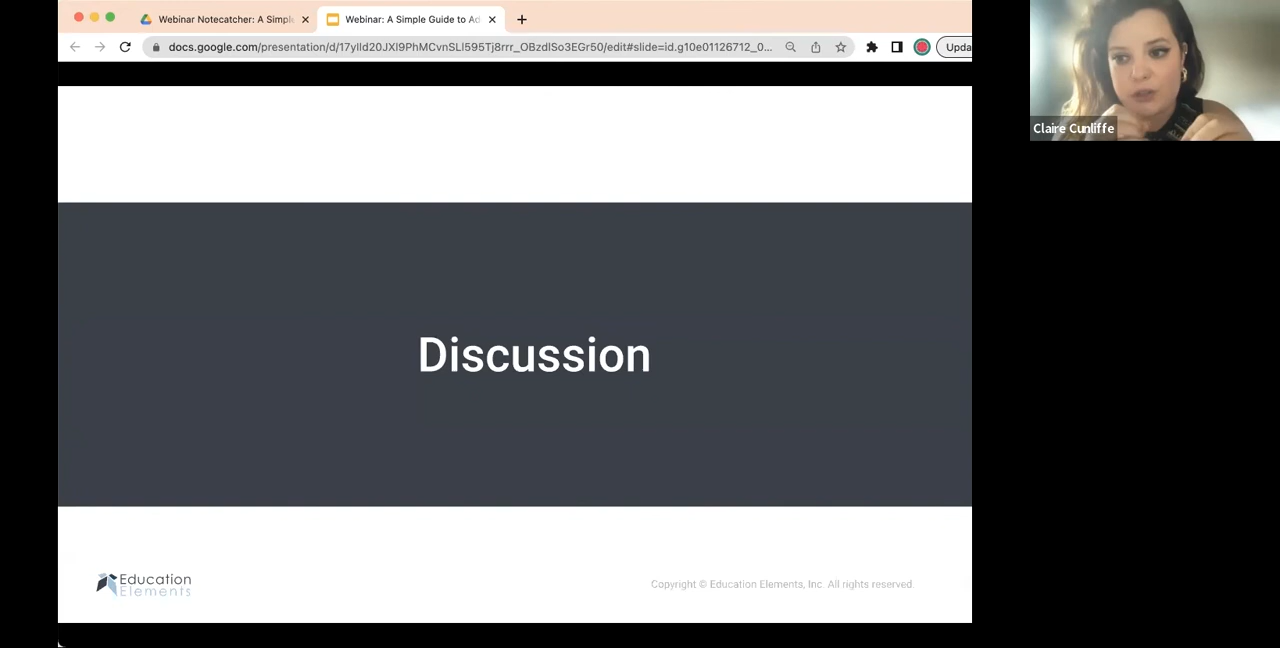 Webinar Notecatcher: A Simple
Webinar: A Simple Guide to Ad
docs.google.com/presentation/d/17ylld20JXl9PhMCvnSLl595Tj8rrr_OBzdlSo3EGr50/edit#slide=id.g10e01126712_0...
Upda
Claire Cunliffe
Discussion
Education
Elements
Copyright © Education Elements, Inc. All rights reserved.